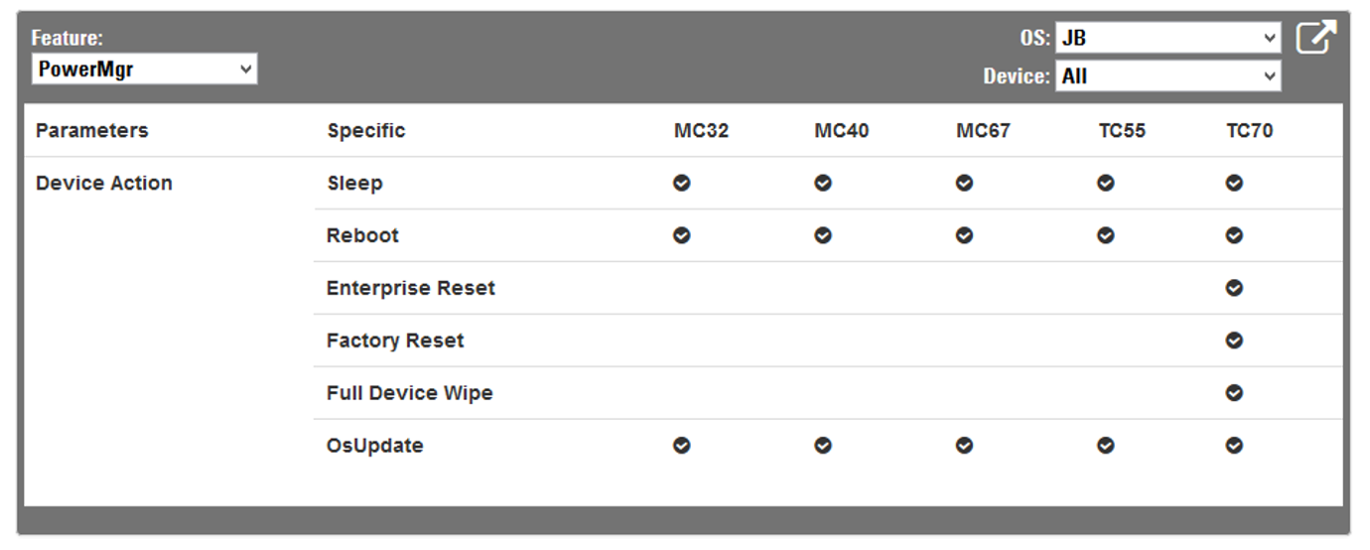 Feature:
PowerMgr
OS: JB
Device: All
Parameters Specific MC32 MC40 MC67 TC55 TC70
Device Action Sleep
Reboot
Enterprise Reset
Factory Reset
Full Device Wipe
OsUpdate